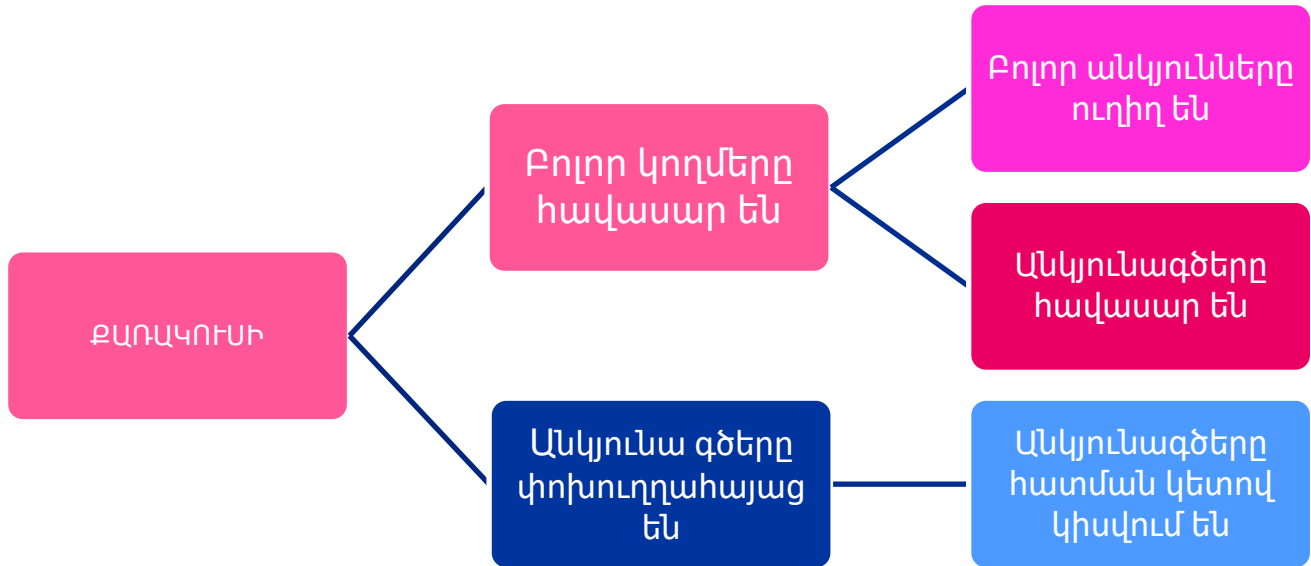 ՔԱՌԱԿՈՒՍԻ
Բոլոր կողմերը
հավասար են
Անկյունա գծերը
փոխուղղահայաց
են
Բոլոր անկյունները
ուղիղ են
Անկյունագծերը
հավասար են
Անկյունագծերը
հատման կետով
կիսվում են